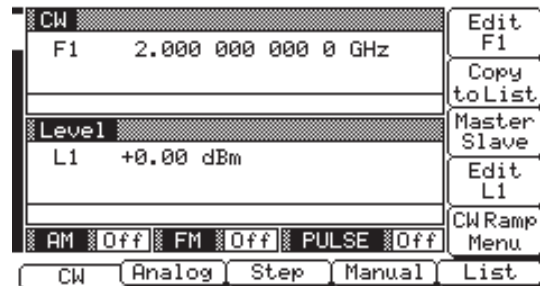 CW
F1 2.000 000 000 0 GHz
Level
L1 +0.00 dBm
AM Off FM Off PULSE Off
Edit
F1
Copy
to List
Master
Slave
Edit
L1
CW Ramp
Menu
CW Analog Step Manual List